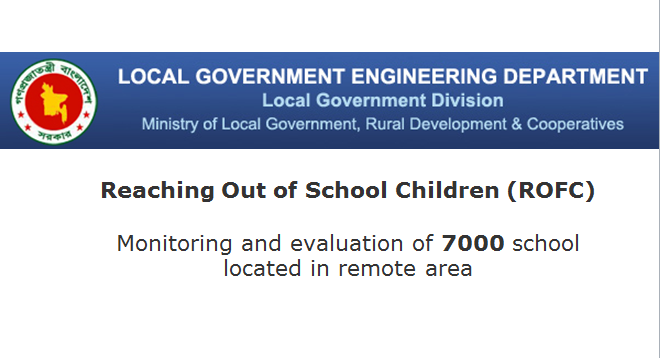 গণপ্রজাতন্ত্রী বাংলাদেশ
সরকার
LOCAL GOVERNMENT ENGINEERING DEPARTMENT
Local Government Division
Ministry of Local Government, Rural Development & Cooperatives
Reaching Out of School Children (ROFC)
Monitoring and evaluation of 7000 school
located in remote area